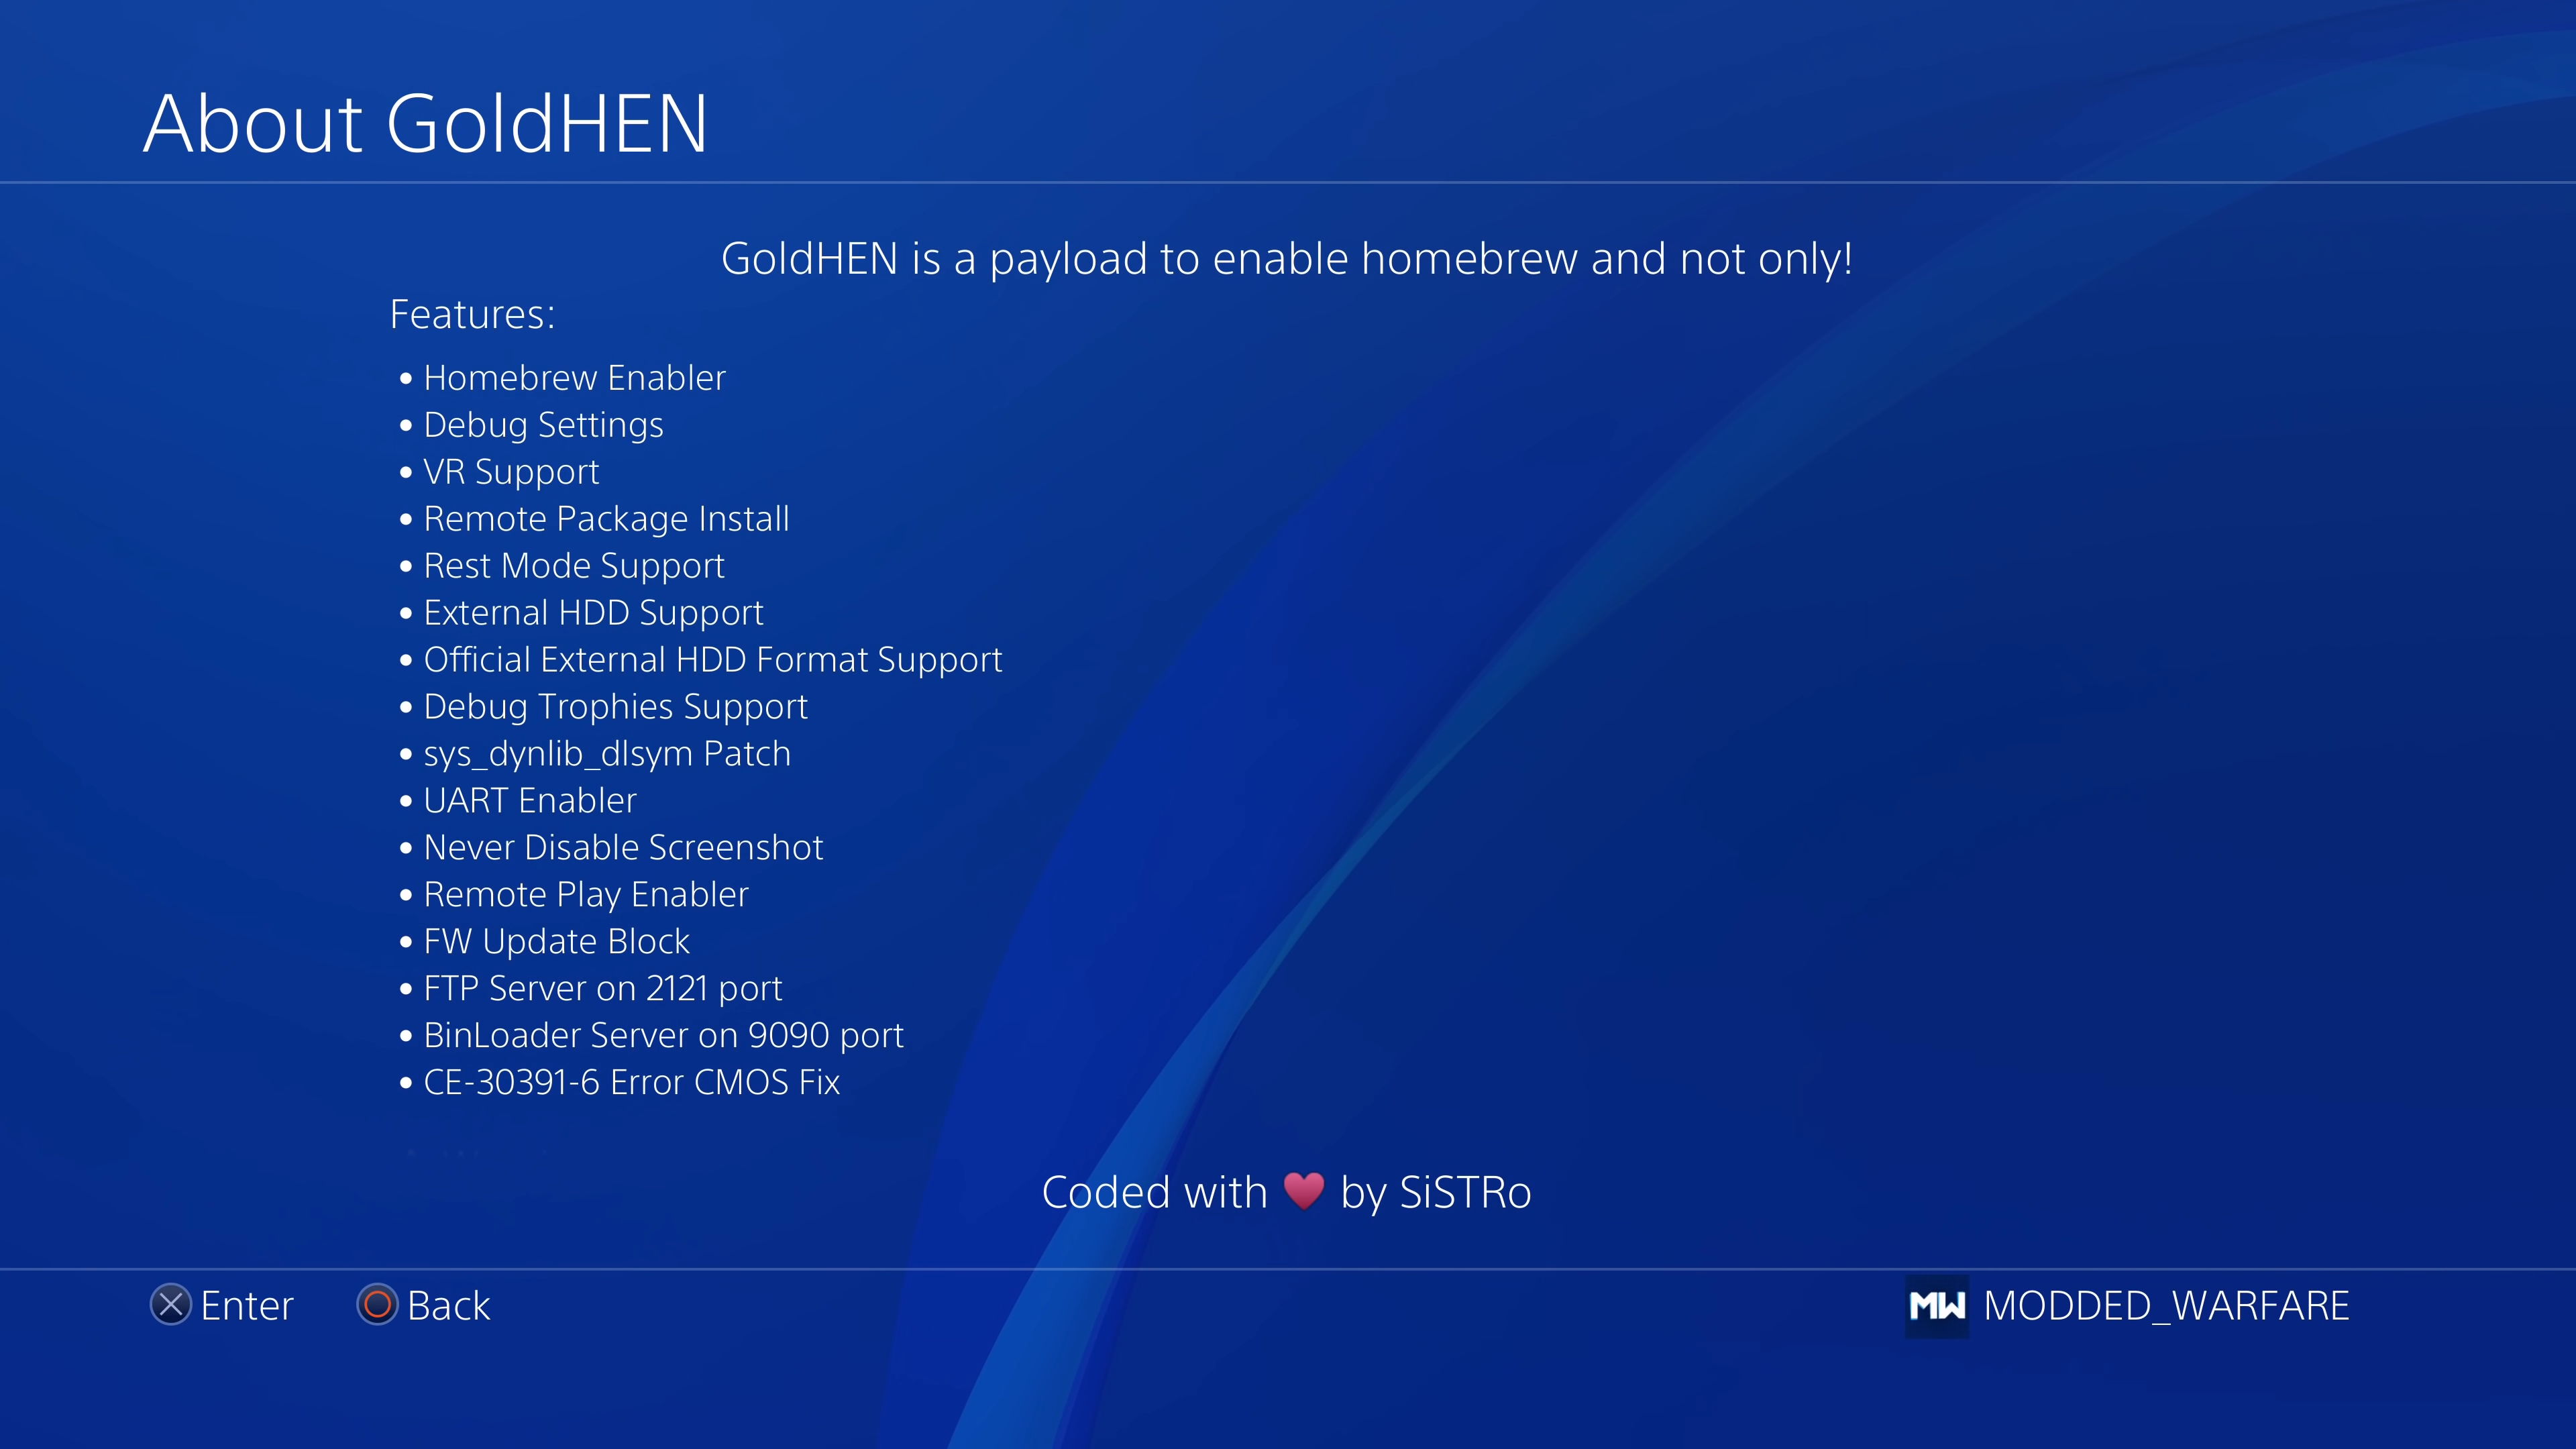 About GoldHEN
GoldHEN is a payload to enable homebrew and not only!
Features:
• Homebrew Enabler
• Debug Settings
• VR Support
• Remote Package Install
• Rest Mode Support
• External HDD Support
• Official External HDD Format Support
• Debug Trophies Support
• sys_dynlib_dlsym Patch
• UART Enabler
• Never Disable Screenshot
• Remote Play Enabler
• FW Update Block
• FTP Server on 2121 port
• BinLoader Server on 9090 port
• CE-30391-6 Error CMOS Fix
Coded with ♥ by SiSTRo
Enter Back MW MODDED_WARFARE